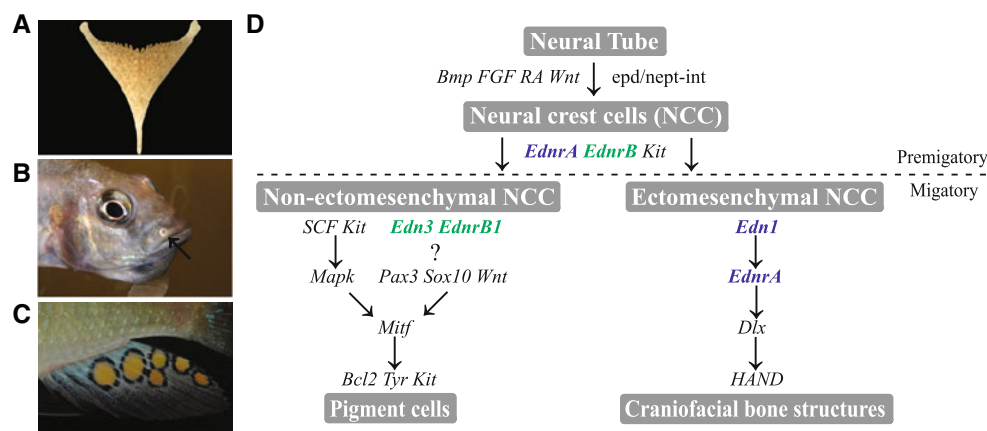 A
B
C
D
Neural Tube
Bmp FGF RA Wnt epd/nept-int
Neural crest cells (NCC)
EdnrA EdnrB Kit
Premigratory
Migatory
Non-ectomesenchymal NCC
Ectomesenchymal NCC
SCF Kit Edn3 EdnrB1
?
Mapk Pax3 Sox10 Wnt
Mitf
Bcl2 Tyr Kit
Pigment cells
Edn1
EdnrA
Dlx
HAND
Craniofacial bone structures